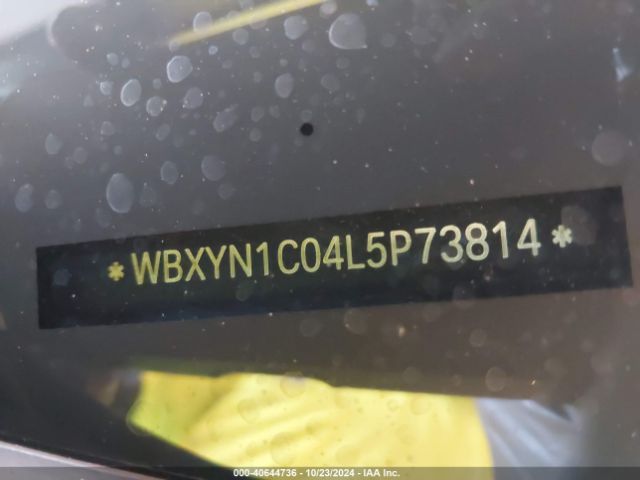 *WBXYN1C04L5P73814*
000-40644736 - 10/23/2024 - IAA Inc.